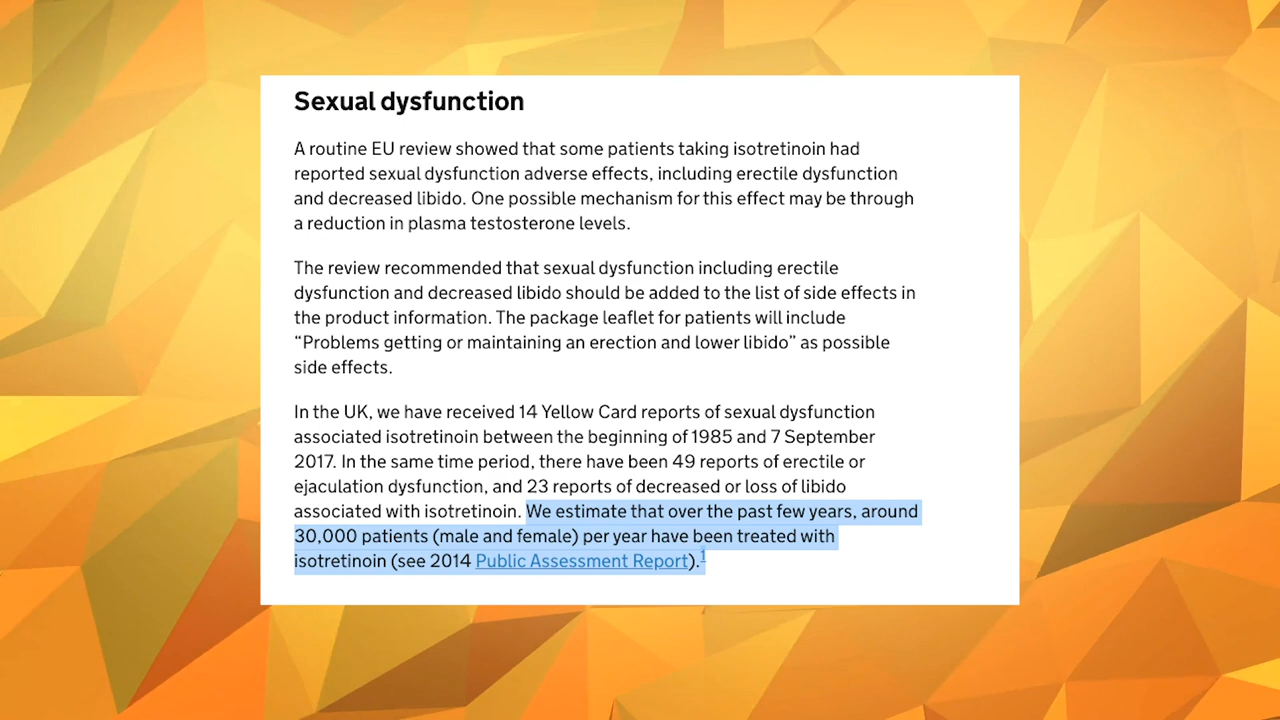 Sexual dysfunction
A routine EU review showed that some patients taking isotretinoin had
reported sexual dysfunction adverse effects, including erectile dysfunction
and decreased libido. One possible mechanism for this effect may be through
a reduction in plasma testosterone levels.
The review recommended that sexual dysfunction including erectile
dysfunction and decreased libido should be added to the list of side effects in
the product information. The package leaflet for patients will include
“Problems getting or maintaining an erection and lower libido” as possible
side effects.
In the UK, we have received 14 Yellow Card reports of sexual dysfunction
associated isotretinoin between the beginning of 1985 and 7 September
2017. In the same time period, there have been 49 reports of erectile or
ejaculation dysfunction, and 23 reports of decreased or loss of libido
associated with isotretinoin. We estimate that over the past few years, around
30,000 patients (male and female) per year have been treated with
isotretinoin (see 2014 Public Assessment Report).1